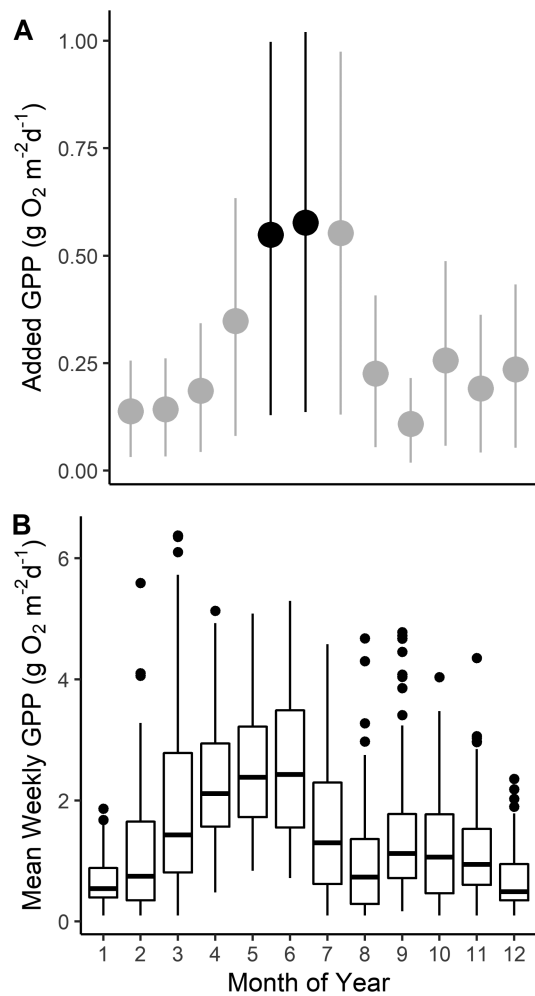 A
Added GPP (g O₂ m⁻²d⁻¹)
1.00
0.75
0.50
0.25
0.00
B
Mean Weekly GPP (g O₂ m⁻²d⁻¹)
6
4
2
0
1 2 3 4 5 6 7 8 9 10 11 12
Month of Year